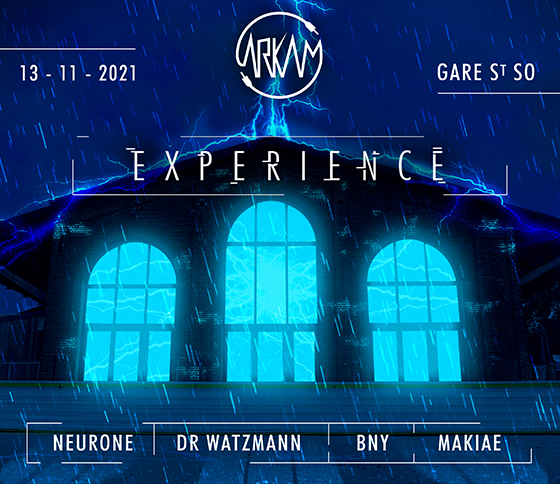 ARKAM
13 - 11 - 2021
GARE ST SO
EXPERIENCE
NEURONE DR WATZMANN BNY MAKIAE